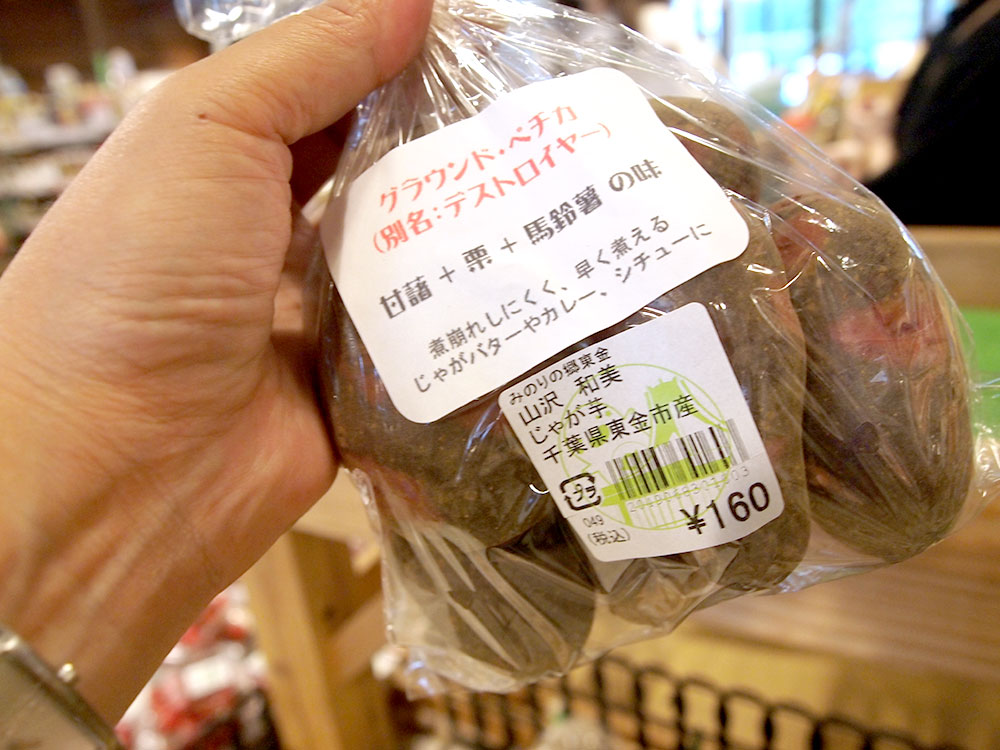 グラウンド・ペチカ
（別名：デストロイヤー）
甘藷 + 栗 + 馬鈴薯 の味
煮崩れしにくく、早く煮える
じゃがバターやカレー、シチューに
みのりの郷東金
山沢 和美
じゃが芋
千葉県東金市産
プラ
049
(税込)
¥160